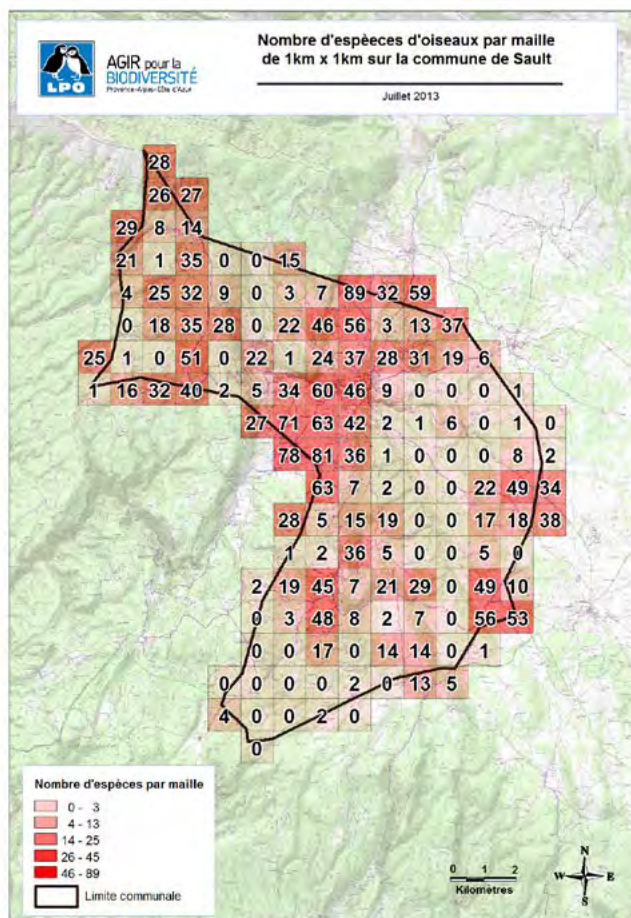 LPO
AGIR pour la
BIODIVERSITÉ
Provence-Alpes-Côte d'Azur
Nombre d'espèeces d'oiseaux par maille
de 1km x 1km sur la commune de Sault
Juillet 2013
28
26 27
29 8 14
21 1 35 0 0 15
4 25 32 9 0 3 7 89 32 59
0 18 35 28 0 22 46 56 3 13 37
25 1 0 51 0 22 1 24 37 28 31 19 6
1 16 32 40 2 5 34 60 46 9 0 0 0 1
27 71 63 42 2 1 6 0 1 0
78 81 36 1 0 0 0 8 2
63 7 2 0 0 22 49 34
28 5 15 19 0 0 17 18 38
1 2 36 5 0 0 5 0
2 19 45 7 21 29 0 49 10
0 3 48 8 2 7 0 56 53
0 0 17 0 14 14 0 1
0 0 0 0 2 0 13 5
4 0 0 2 0
0
Nombre d'espèces par maille
0 - 3
4 - 13
14 - 25
26 - 45
46 - 89
Limite communale
0 1 2
Kilomètres
N
W E
S